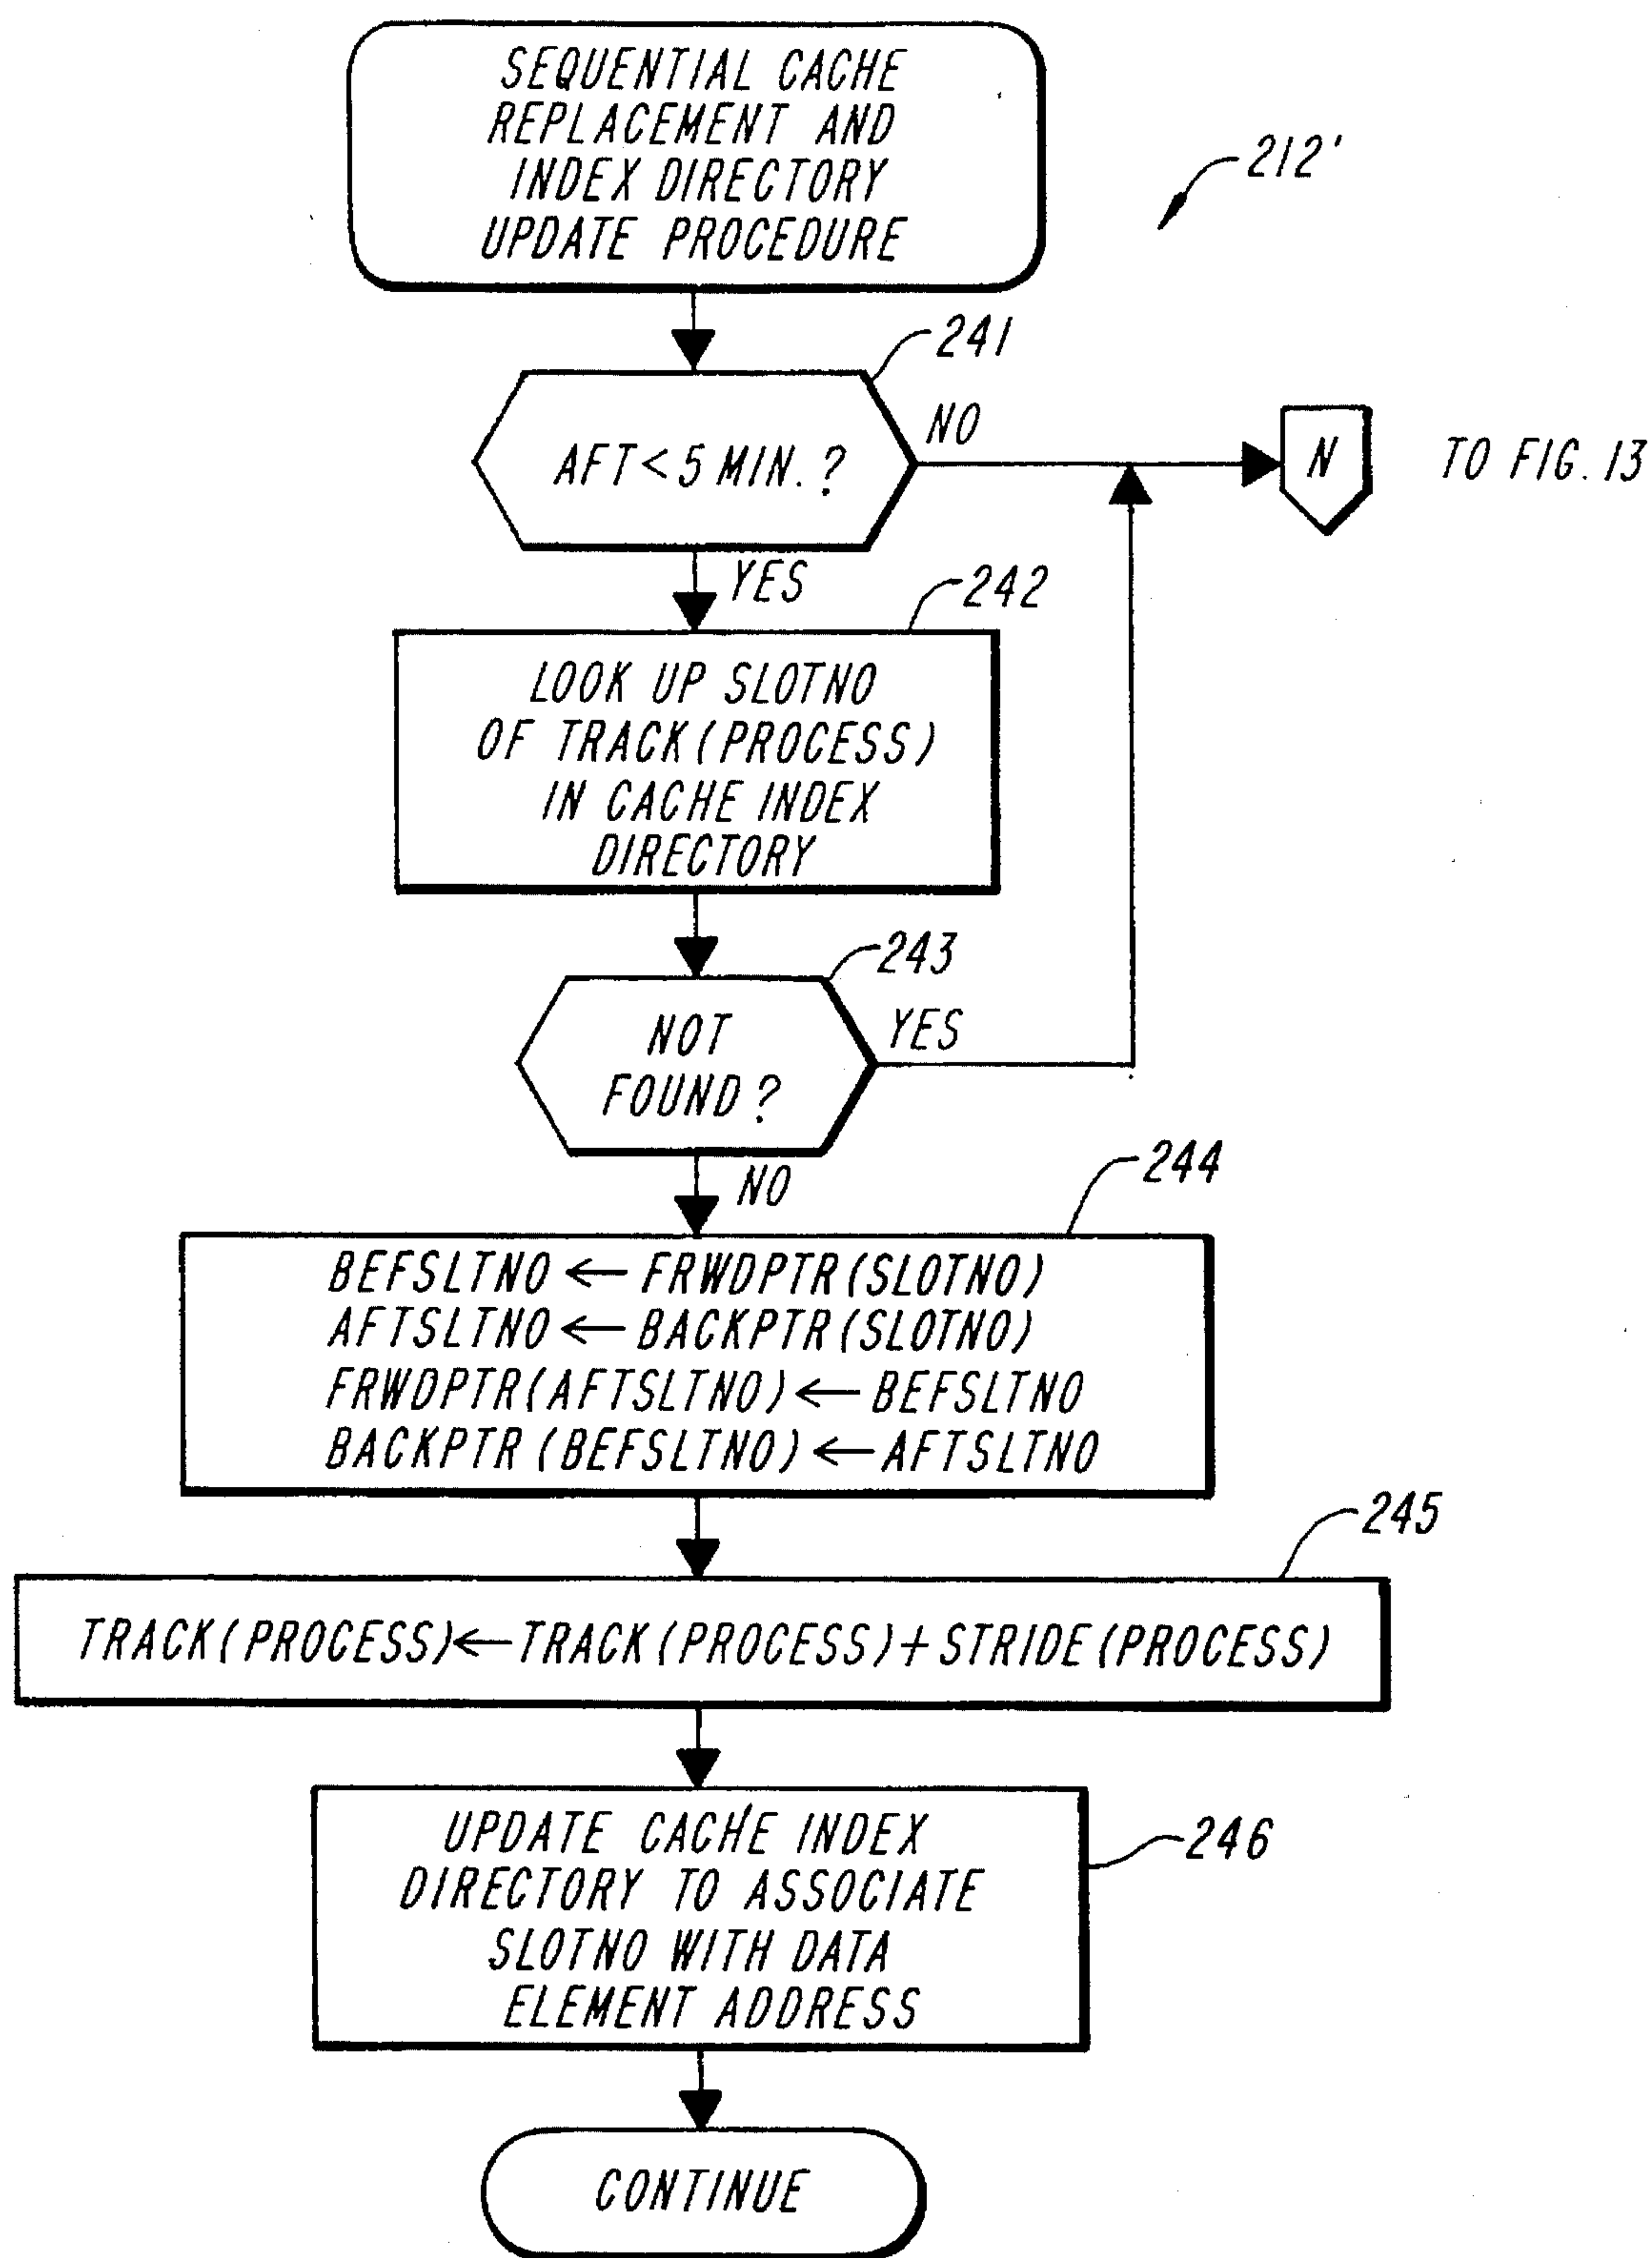 SEQUENTIAL CACHE
REPLACEMENT AND
INDEX DIRECTORY
UPDATE PROCEDURE
212'
241
AFT<5 MIN.?
NO
N
TO FIG. 13
YES
242
LOOK UP SLOTNO
OF TRACK(PROCESS)
IN CACHE INDEX
DIRECTORY
243
NOT
FOUND?
YES
NO
244
BEFSLTNO ← FRWDPTR(SLOTNO)
AFTSLTNO ← BACKPTR(SLOTNO)
FRWDPTR(AFTSLTNO) ← BEFSLTNO
BACKPTR(BEFSLTNO) ← AFTSLTNO
245
TRACK(PROCESS) ← TRACK(PROCESS)+STRIDE(PROCESS)
UPDATE CACHE INDEX
DIRECTORY TO ASSOCIATE
SLOTNO WITH DATA
ELEMENT ADDRESS
246
CONTINUE